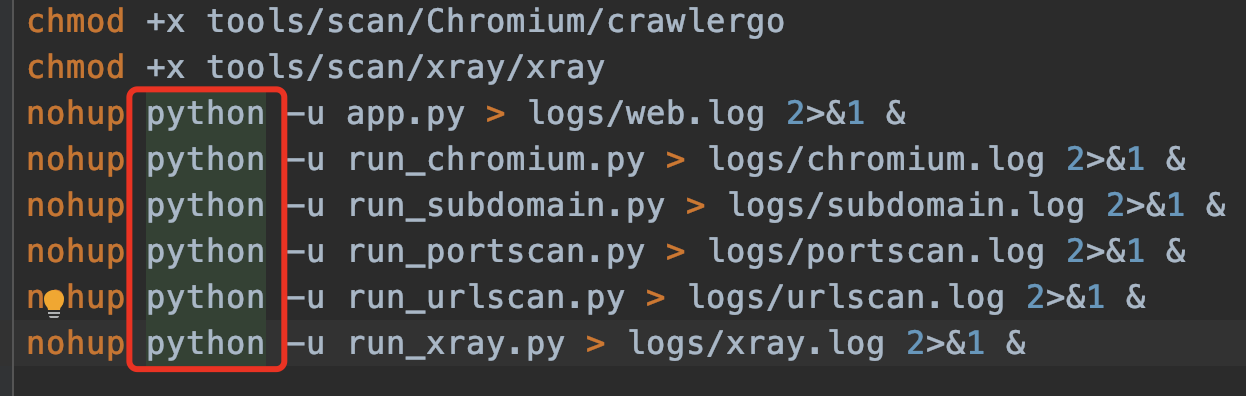 chmod +x tools/scan/Chromium/crawlergo
chmod +x tools/scan/xray/xray
nohup python -u app.py > logs/web.log 2>&1 &
nohup python -u run_chromium.py > logs/chromium.log 2>&1 &
nohup python -u run_subdomain.py > logs/subdomain.log 2>&1 &
nohup python -u run_portscan.py > logs/portscan.log 2>&1 &
nohup python -u run_urlscan.py > logs/urlscan.log 2>&1 &
nohup python -u run_xray.py > logs/xray.log 2>&1 &